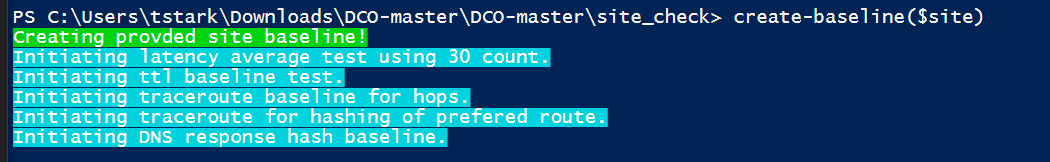 PS C:\Users\tstark\Downloads\DCO-master\DCO-master\site_check> create-baseline($site)
Creating provded site baseline!
Initiating latency average test using 30 count.
Initiating ttl baseline test.
Initiating traceroute baseline for hops.
Initiating traceroute for hashing of prefered route.
Initiating DNS response hash baseline.